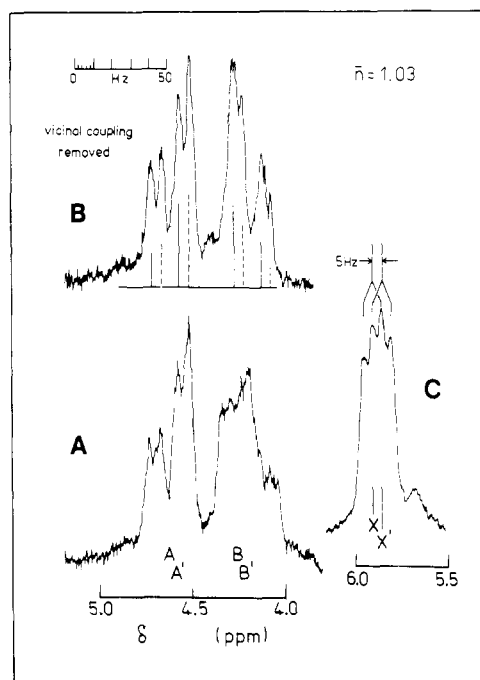 0 Hz 50
n̄ = 1.03
vicinal coupling
removed
B
5Hz
C
A
A B
A' B'
X
X'
5.0 4.5 4.0
6.0 5.5
δ (ppm)